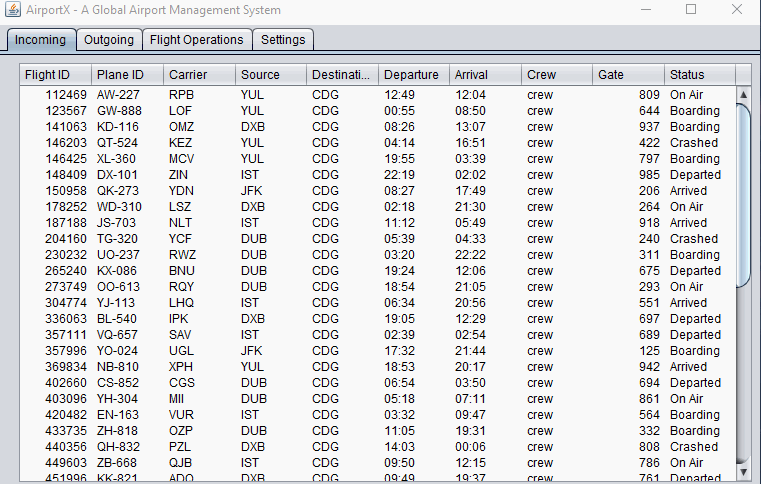 AirportX - A Global Airport Management System
Incoming Outgoing Flight Operations Settings
Flight ID Plane ID Carrier Source Destinati... Departure Arrival Crew Gate Status
112469 AW-227 RPB YUL CDG 12:49 12:04 crew 809 On Air
123567 GW-888 LOF YUL CDG 00:55 08:50 crew 644 Boarding
141063 KD-116 OMZ DXB CDG 08:26 13:07 crew 937 Boarding
146203 QT-524 KEZ YUL CDG 04:14 16:51 crew 422 Crashed
146425 XL-360 MCV YUL CDG 19:55 03:39 crew 797 Boarding
148409 DX-101 ZIN IST CDG 22:19 02:02 crew 985 Departed
150958 QK-273 YDN JFK CDG 08:27 17:49 crew 206 Arrived
178252 WD-310 LSZ DXB CDG 02:18 21:30 crew 264 On Air
187188 JS-703 NLT IST CDG 11:12 05:49 crew 918 Arrived
204160 TG-320 YCF DUB CDG 05:39 04:33 crew 240 Crashed
230232 UO-237 RWZ DUB CDG 03:20 22:22 crew 311 Boarding
265240 KX-086 BNU DUB CDG 19:24 12:06 crew 675 Departed
273749 OO-613 RQY DUB CDG 18:54 21:05 crew 293 On Air
304774 YJ-113 LHQ IST CDG 06:34 20:56 crew 551 Arrived
336063 BL-540 IPK DXB CDG 19:05 12:29 crew 697 Departed
357111 VQ-657 SAV IST CDG 02:39 02:54 crew 689 Departed
357996 YO-024 UGL JFK CDG 17:32 21:44 crew 125 Boarding
369834 NB-810 XPH YUL CDG 18:53 20:17 crew 942 Arrived
402660 CS-852 CGS DUB CDG 06:54 03:50 crew 694 Departed
403096 YH-304 MII DUB CDG 05:18 07:11 crew 861 On Air
420482 EN-163 VUR IST CDG 03:32 09:47 crew 564 Boarding
433735 ZH-818 OZP DUB CDG 11:05 19:31 crew 332 Boarding
440356 QH-832 PZL DXB CDG 14:03 00:06 crew 808 Crashed
449603 ZB-668 QJB IST CDG 09:50 12:15 crew 786 On Air
451996 KK-821 ADO DXB CDG 09:49 19:37 crew 761 Departed